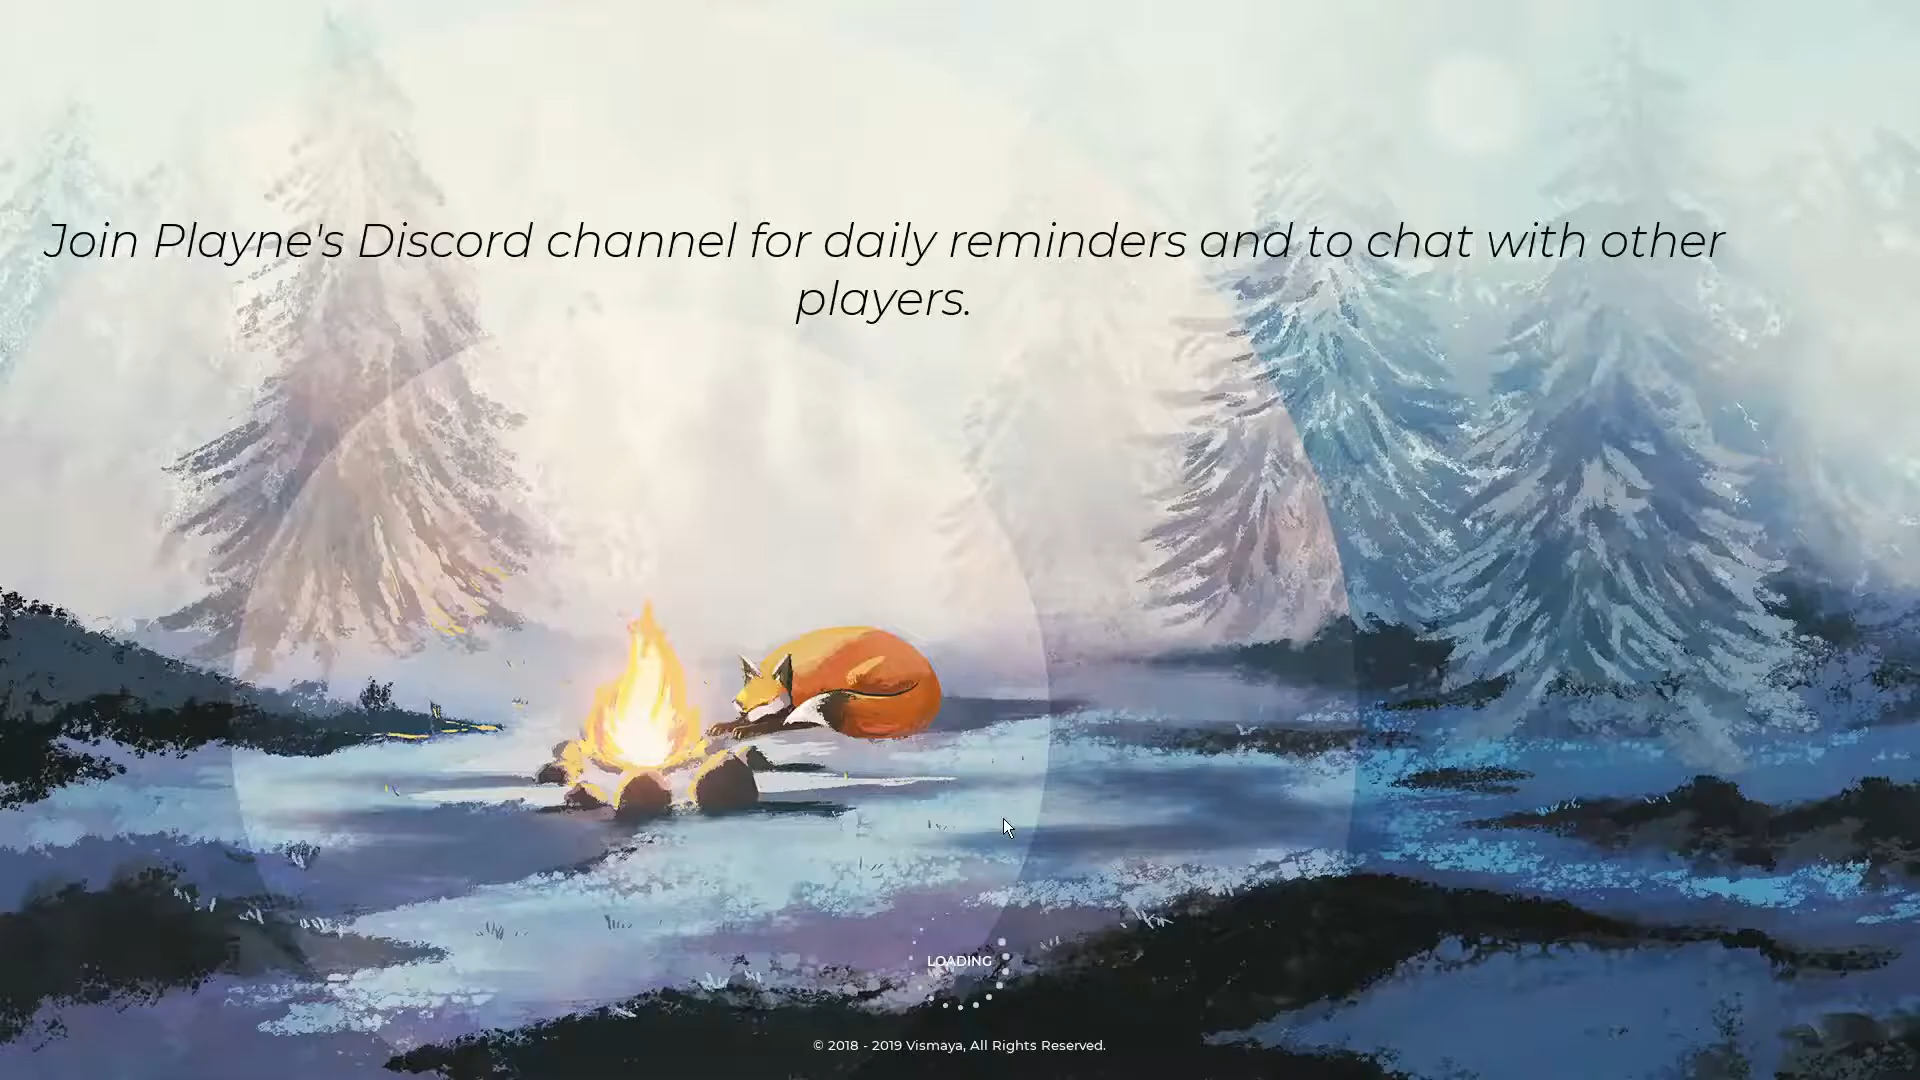 Join Playne's Discord channel for daily reminders and to chat with other
players.
LOADING
© 2018 - 2019 Vismaya, All Rights Reserved.